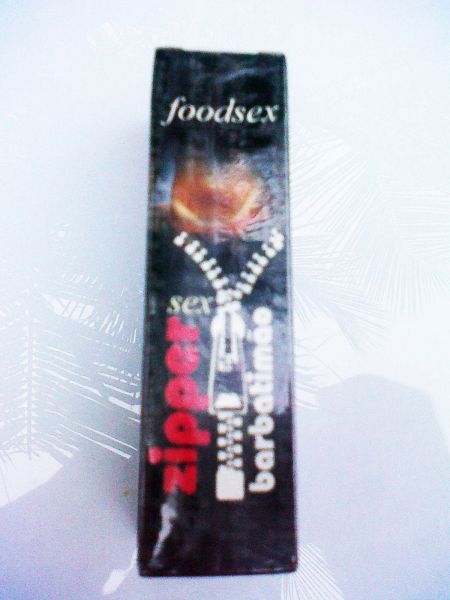 foodsex
sex
zipper
barbatimão